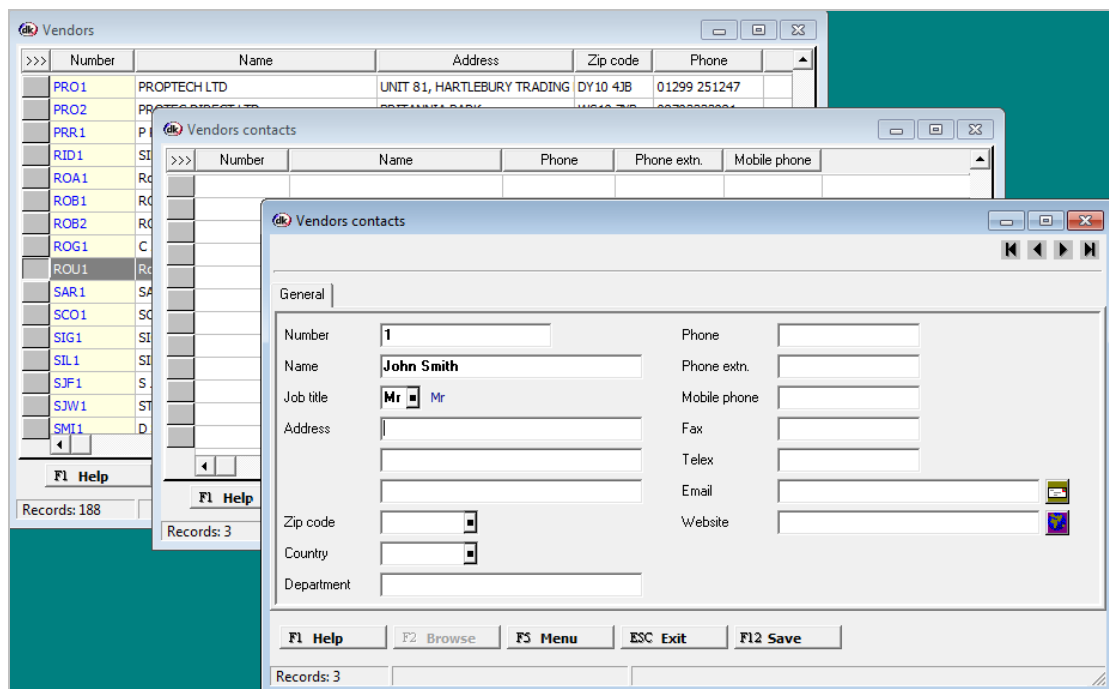 dk Vendors
>>> Number Name Address Zip code Phone
PRO1 PROPTECH LTD UNIT 81, HARTLEBURY TRADING DY10 4JB 01299 251247
PRO2
PRR1
RID1
ROA1
ROB1
ROB2
ROG1
ROU1
SAR1
SCO1
SIG1
SIL1
SJF1
SJW1
SMI1
F1 Help
Records: 188
dk Vendors contacts
>>> Number Name Phone Phone extn. Mobile phone
F1 Help
Records: 3
dk Vendors contacts
General
Number 1
Name John Smith
Job title Mr Mr
Address
Zip code
Country
Department
Phone
Phone extn.
Mobile phone
Fax
Telex
Email
Website
F1 Help F2 Browse F5 Menu ESC Exit F12 Save
Records: 3